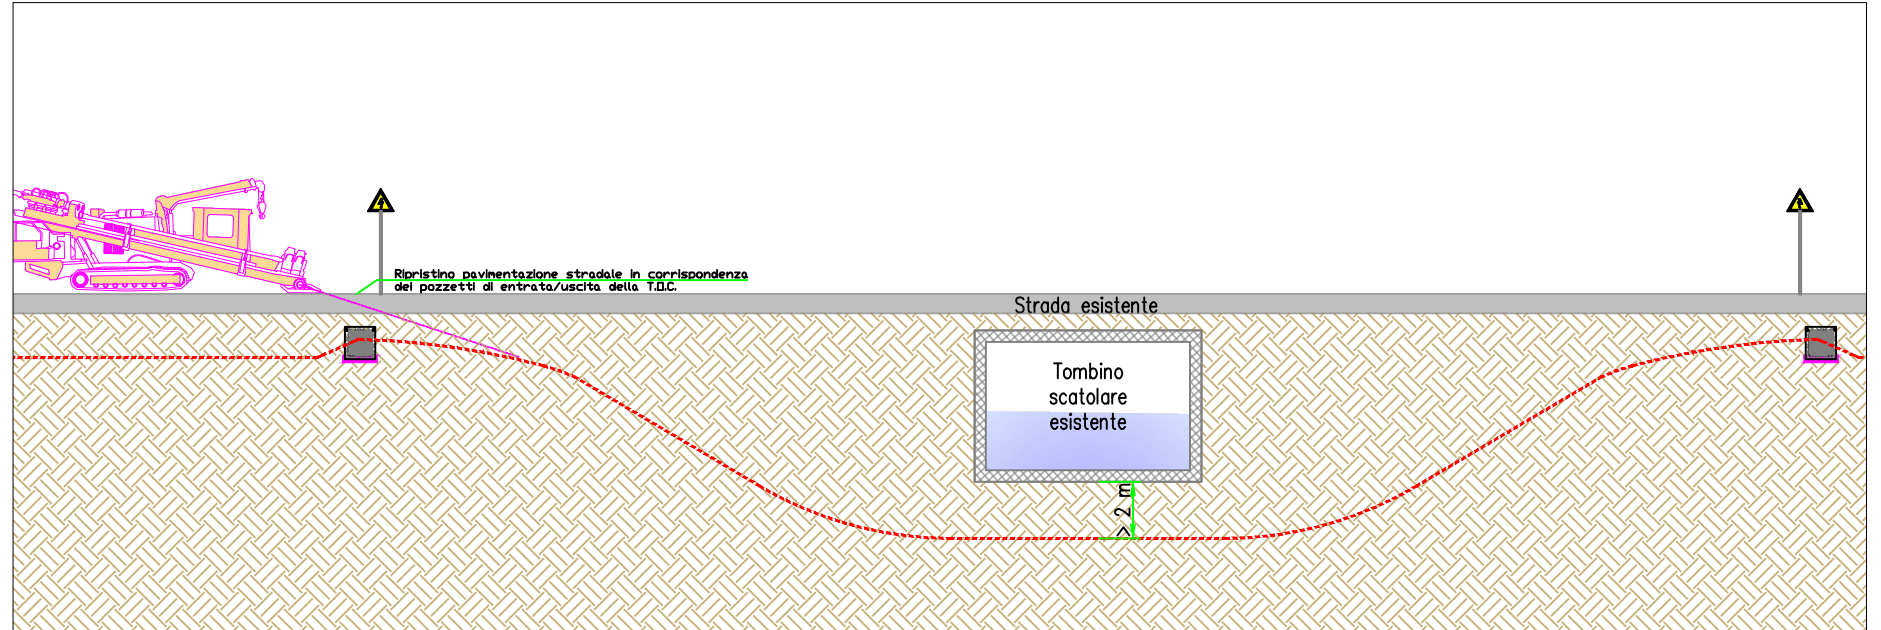 Ripristino pavimentazione stradale in corrispondenza
dei pozzetti di entrata/uscita della T.O.C.
Strada esistente
Tombino
scatolare
esistente
> 2 m